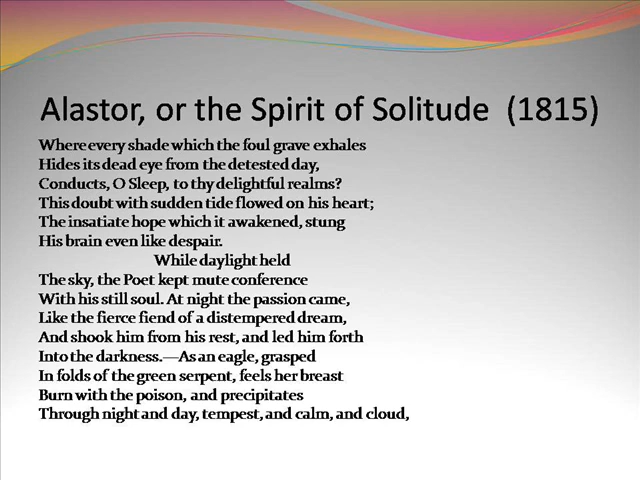 Alastor, or the Spirit of Solitude (1815)
Where every shade which the foul grave exhales
Hides its dead eye from the detested day,
Conducts, O Sleep, to thy delightful realms?
This doubt with sudden tide flowed on his heart;
The insatiate hope which it awakened, stung
His brain even like despair.
While daylight held
The sky, the Poet kept mute conference
With his still soul. At night the passion came,
Like the fierce fiend of a distempered dream,
And shook him from his rest, and led him forth
Into the darkness.—As an eagle, grasped
In folds of the green serpent, feels her breast
Burn with the poison, and precipitates
Through night and day, tempest, and calm, and cloud,